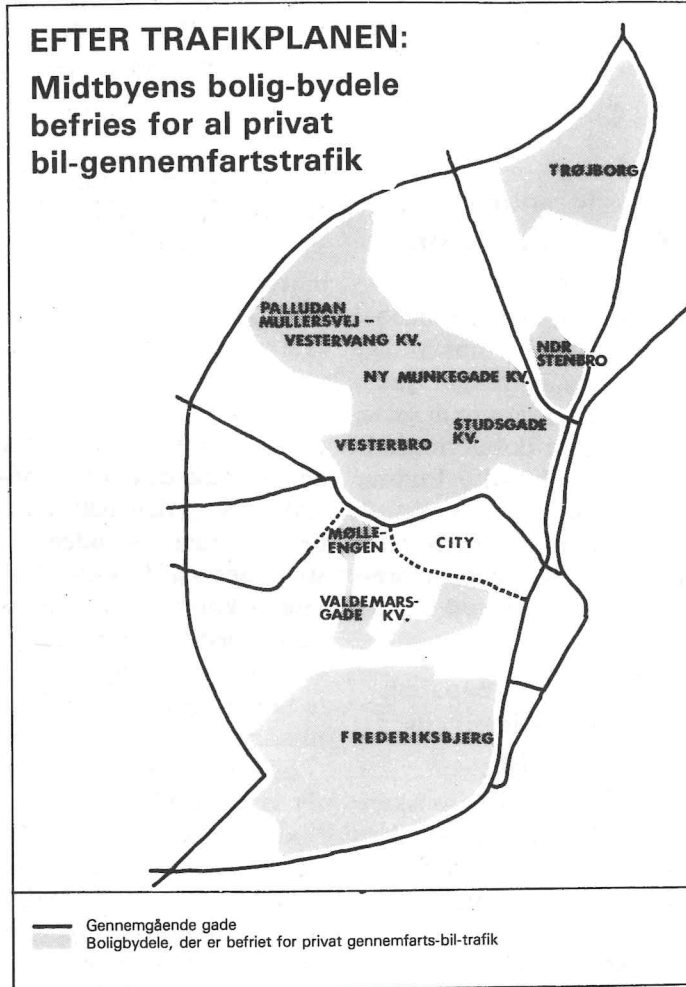 EFTER TRAFIKPLANEN:
Midtbyens bolig-bydele
befries for al privat
bil-gennemfartstrafik
TRØJBORG
PALLUDAN
MULLERSVEJ –
VESTERVANG KV.
NDR
STENBRO
NY MUNKEGADE KV.
STUDSGADE
KV.
VESTERBRO
MØLLE-
ENGEN
CITY
VALDEMARS-
GADE KV.
FREDERIKSBJERG
Gennemgående gade
Boligbydele, der er befriet for privat gennemfarts-bil-trafik